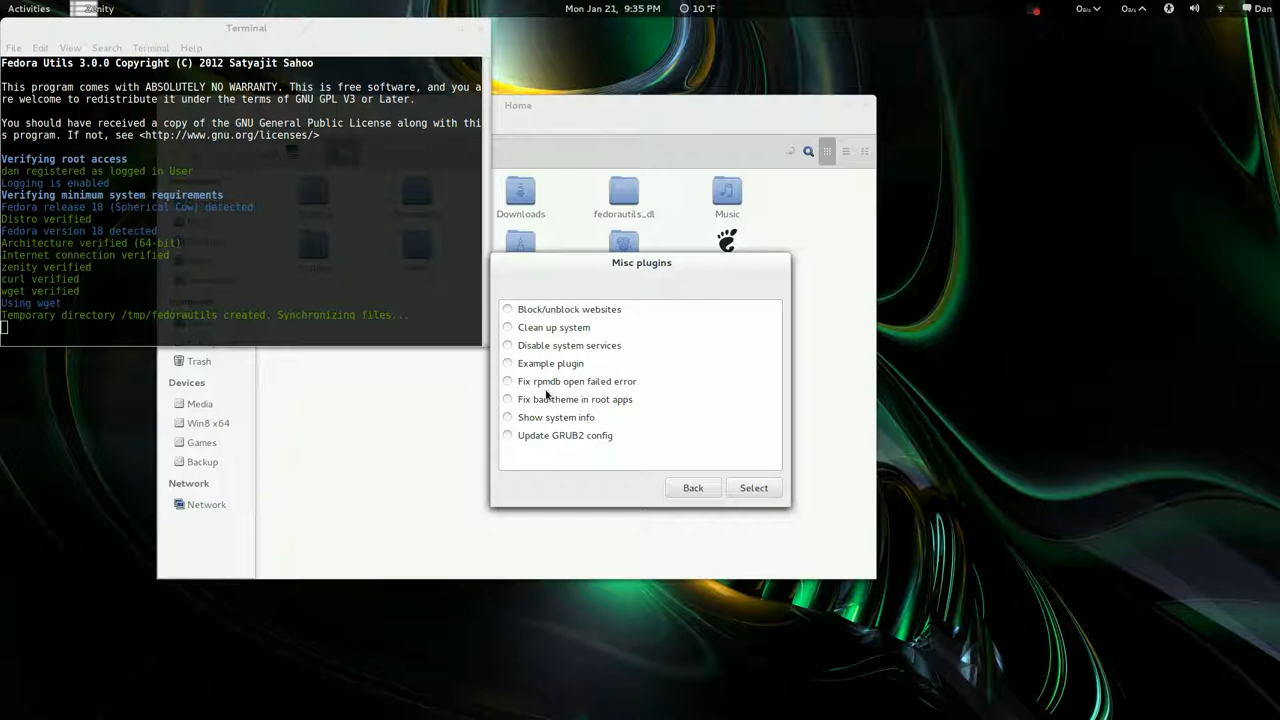 Activities
Zenity
Mon Jan 21, 9:35 PM
10 °F
Dan
Terminal
File Edit View Search Terminal Help
Fedora Utils 3.0.0 Copyright (C) 2012 Satyajit Sahoo
This program comes with ABSOLUTELY NO WARRANTY. This is free software, and you a
re welcome to redistribute it under the terms of GNU GPL V3 or Later.
You should have received a copy of the GNU General Public License along with thi
s program. If not, see <http://www.gnu.org/licenses/>
Verifying root access
dan registered as logged in User
Logging is enabled
Verifying minimum system requirements
Fedora release 18 (Spherical Cow) detected
Distro verified
Fedora version 18 detected
Architecture verified (64-bit)
Internet connection verified
zenity verified
curl verified
wget verified
Using wget
Temporary directory /tmp/fedorautils created. Synchronizing files...
Home
Downloads
fedorautils_dl
Music
Trash
Devices
Media
Win8 x64
Games
Backup
Network
Network
Misc plugins
Block/unblock websites
Clean up system
Disable system services
Example plugin
Fix rpmdb open failed error
Fix bad theme in root apps
Show system info
Update GRUB2 config
Back
Select